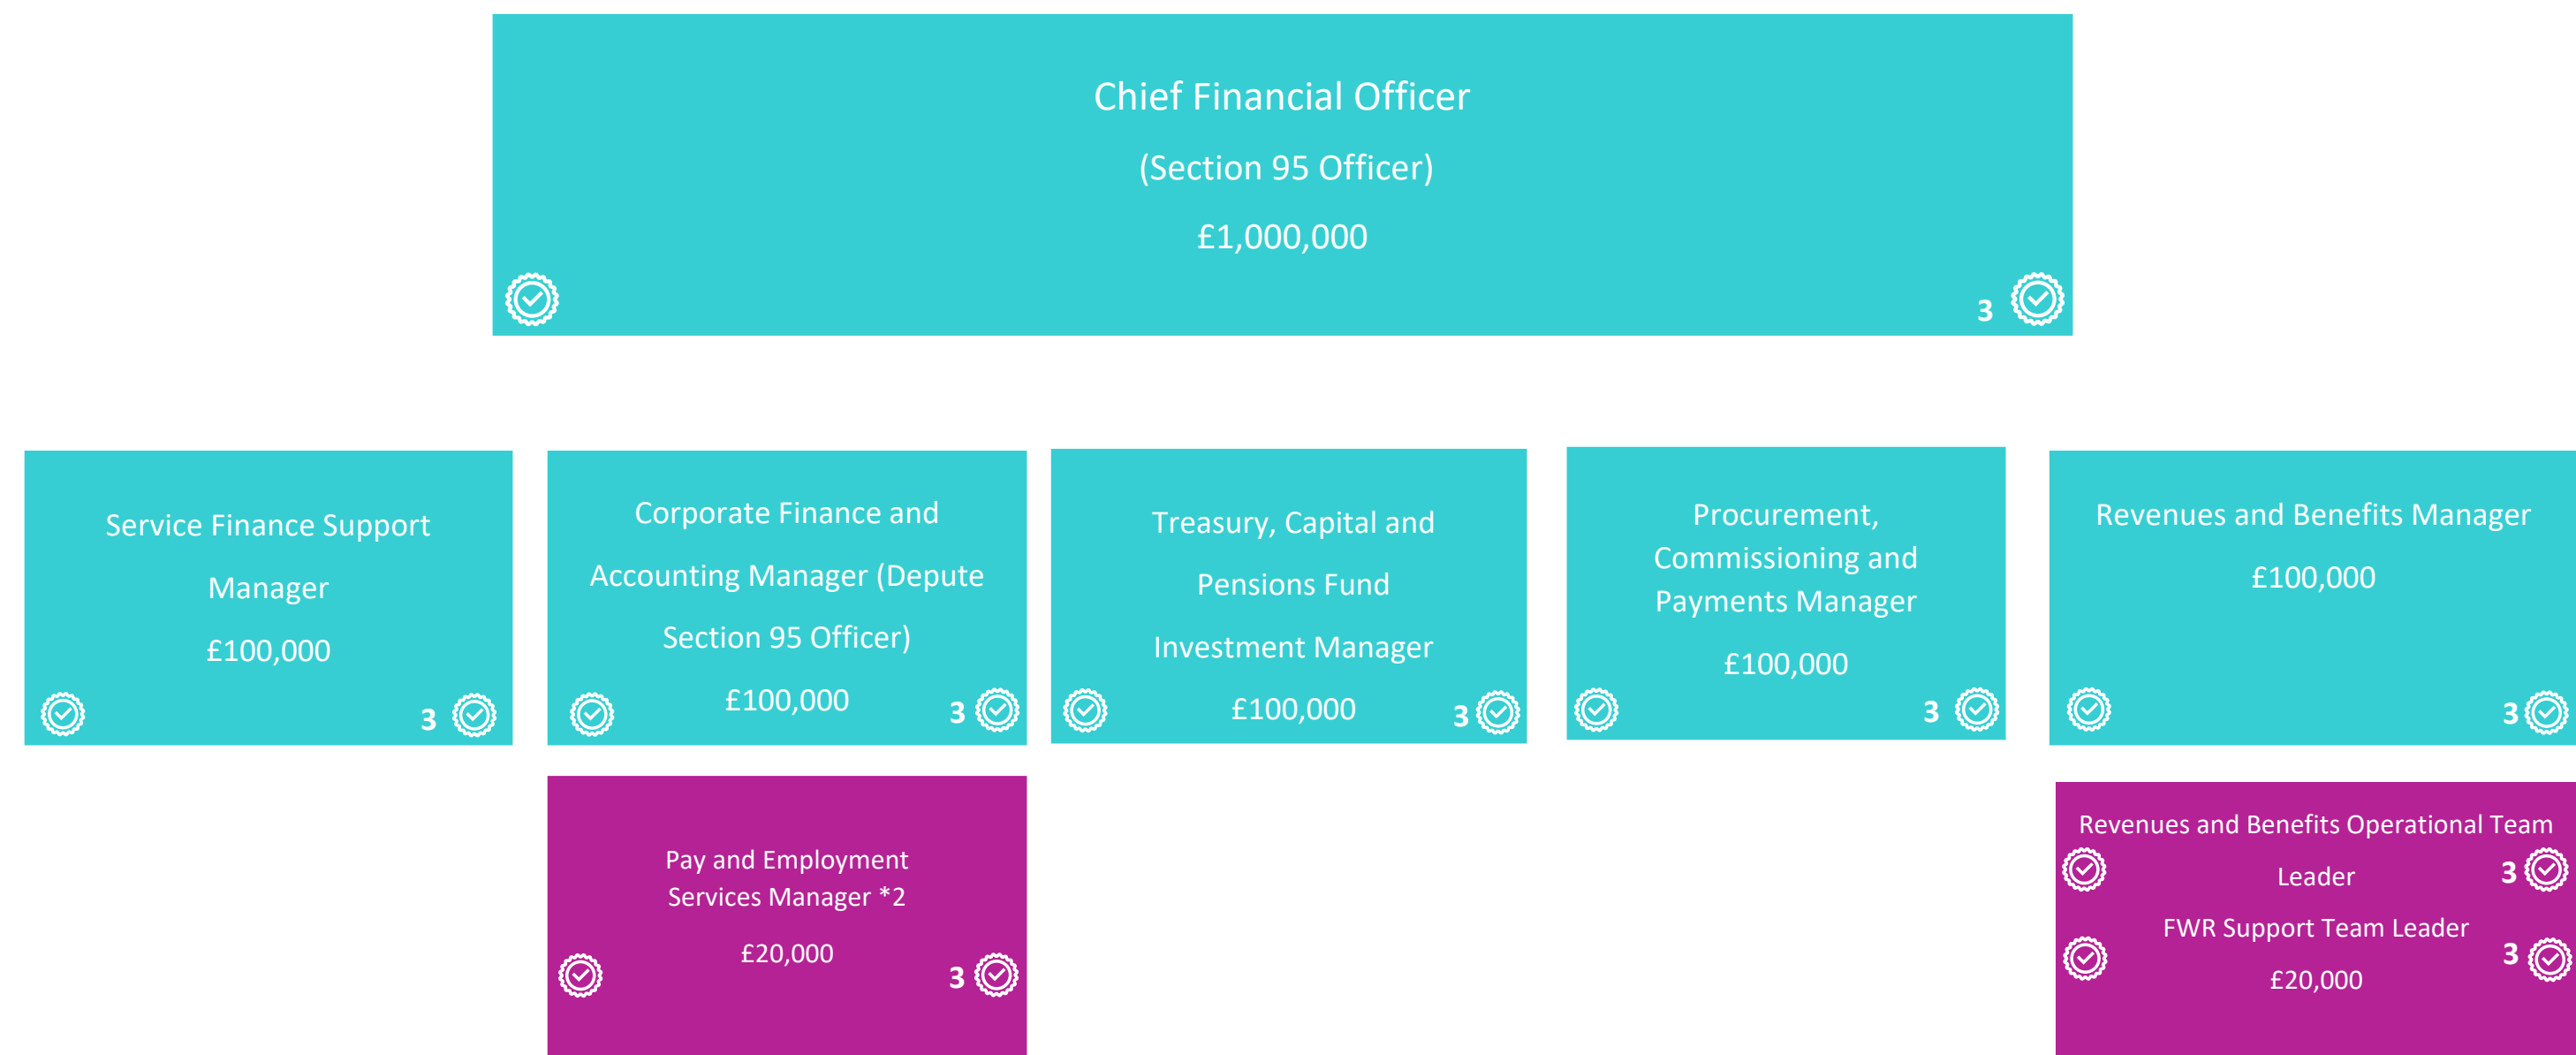 Chief Financial Officer
(Section 95 Officer)
£1,000,000
3
Service Finance Support
Manager
£100,000
3
Corporate Finance and
Accounting Manager (Depute
Section 95 Officer)
£100,000
3
Treasury, Capital and
Pensions Fund
Investment Manager
£100,000
3
Procurement,
Commissioning and
Payments Manager
£100,000
3
Revenues and Benefits Manager
£100,000
3
Pay and Employment
Services Manager *2
£20,000
3
Revenues and Benefits Operational Team
Leader
3
FWR Support Team Leader
3
£20,000